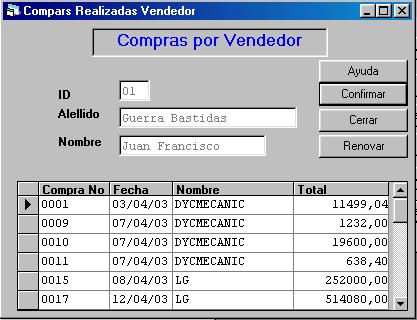 Compars Realizadas Vendedor
Compras por Vendedor
Ayuda
ID 01 Confirmar
Alellido Guerra Bastidas Cerrar
Nombre Juan Francisco Renovar
Compra No Fecha Nombre Total
0001 03/04/03 DYCMECANIC 11499,04
0009 07/04/03 DYCMECANIC 1232,00
0010 07/04/03 DYCMECANIC 19600,00
0011 07/04/03 DYCMECANIC 638,40
0015 08/04/03 LG 252000,00
0017 12/04/03 LG 514080,00